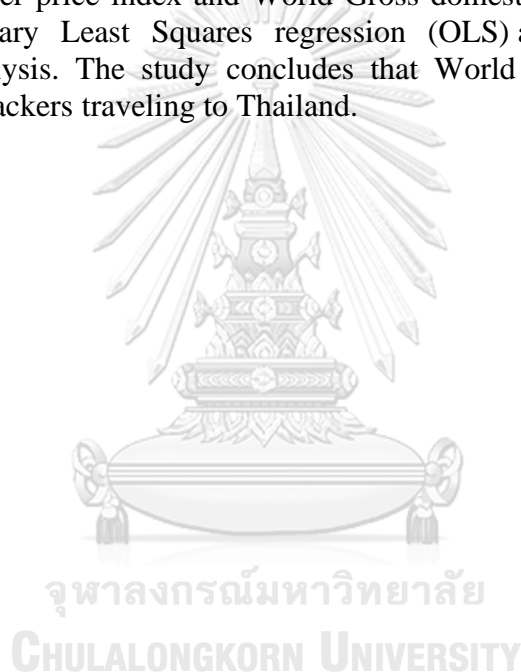 er price index and World Gross domest
ary Least Squares regression (OLS) a
lysis. The study concludes that World
ackers traveling to Thailand.
จุฬาลงกรณ์มหาวิทยาลัย
CHULALONGKORN UNIVERSITY